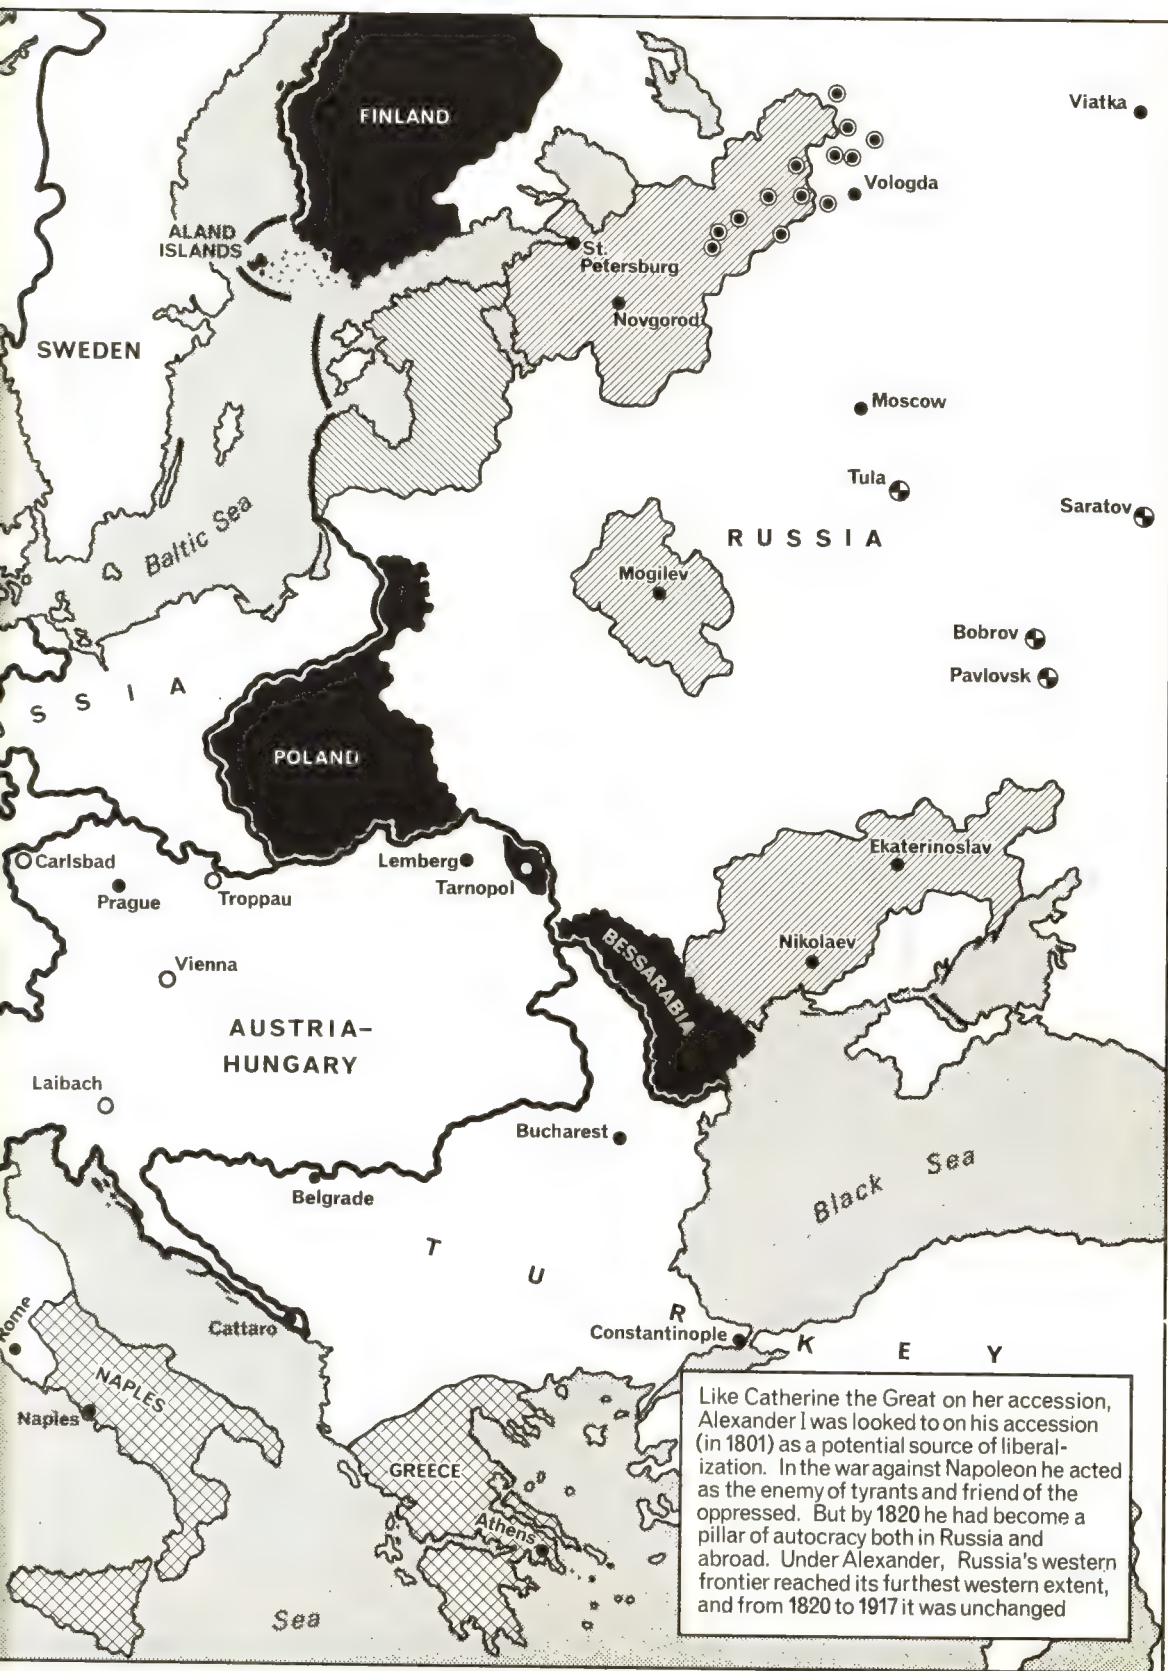 FINLAND
Viatka
Vologda
ALAND
ISLANDS
St.
Petersburg
Novgorod
SWEDEN
Moscow
Tula
Saratov
RUSSIA
Baltic Sea
Mogilev
Bobrov
Pavlovsk
S S I A
POLAND
Ekaterinoslav
Carlsbad
Lemberg
Tarnopol
Prague
Troppau
BESSARABIA
Nikolaev
Vienna
AUSTRIA-
HUNGARY
Laibach
Bucharest
Black Sea
Belgrade
T U R K E Y
Rome
Cattaro
Constantinople
NAPLES
Naples
GREECE
Athens
Sea
Like Catherine the Great on her accession,
Alexander I was looked to on his accession
(in 1801) as a potential source of liberal-
ization. In the war against Napoleon he acted
as the enemy of tyrants and friend of the
oppressed. But by 1820 he had become a
pillar of autocracy both in Russia and
abroad. Under Alexander, Russia's western
frontier reached its furthest western extent,
and from 1820 to 1917 it was unchanged